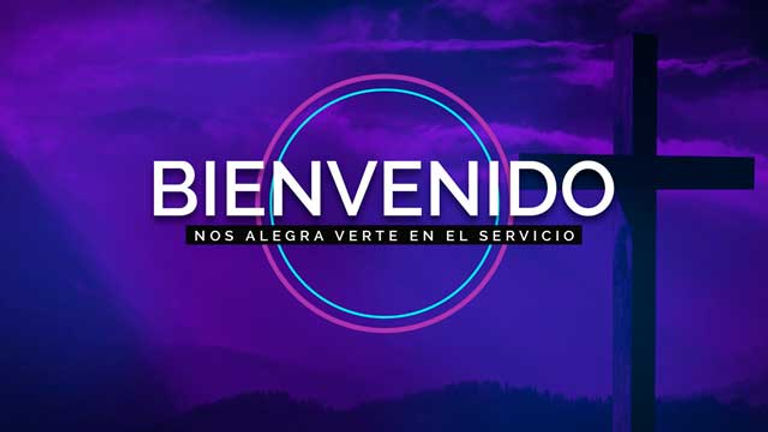 BIENVENIDO
NOS ALEGRA VERTE EN EL SERVICIO